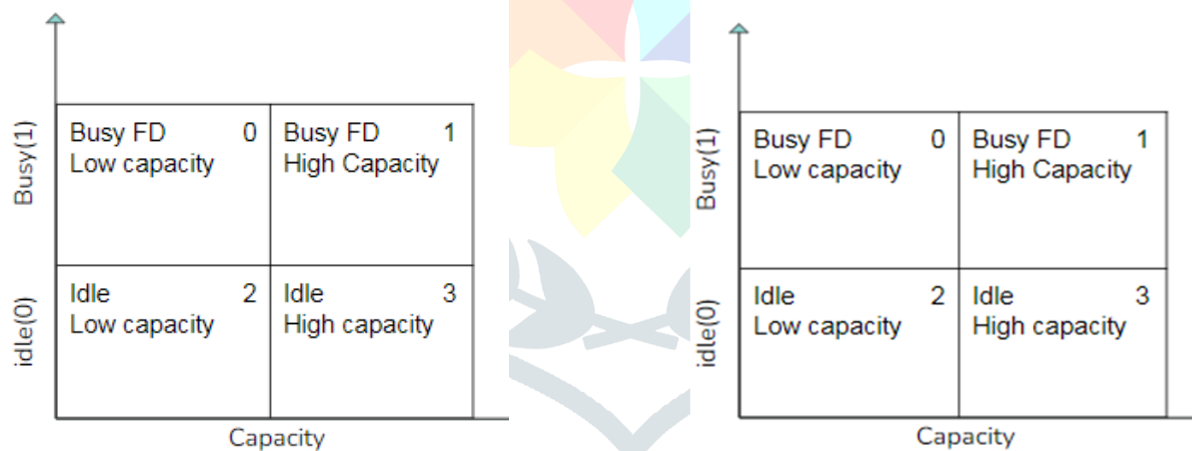 Busy(1)
Busy FD 0
Low capacity
Busy FD 1
High Capacity
idle(0)
Idle 2
Low capacity
Idle 3
High capacity
Capacity
Busy(1)
Busy FD 0
Low capacity
Busy FD 1
High Capacity
idle(0)
Idle 2
Low capacity
Idle 3
High capacity
Capacity